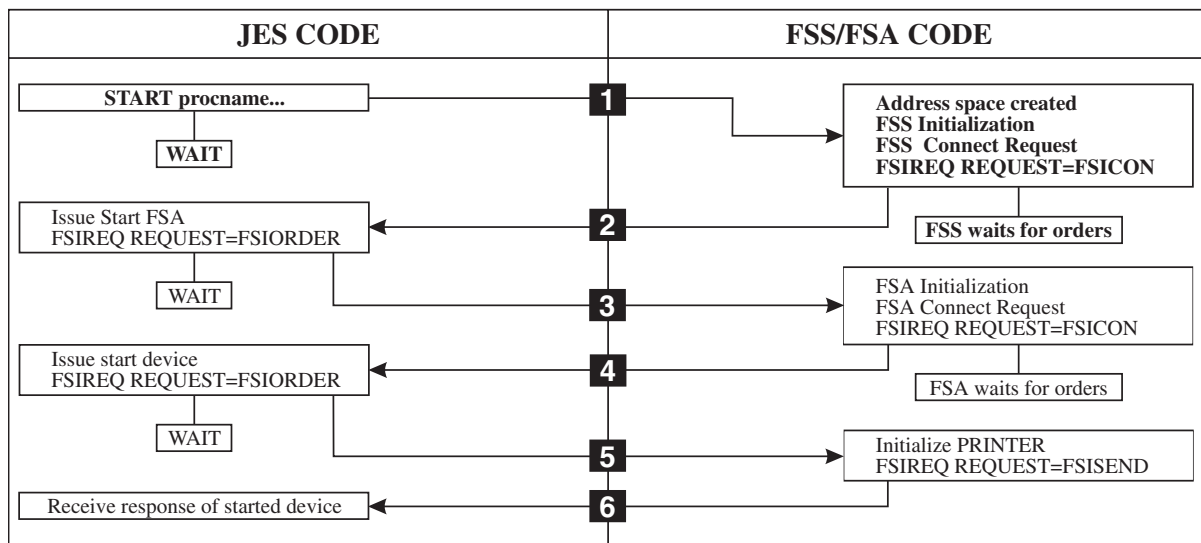 JES CODE
FSS/FSA CODE
START procname...
1
Address space created
FSS Initialization
FSS Connect Request
FSIREQ REQUEST=FSICON
WAIT
Issue Start FSA
FSIREQ REQUEST=FSIORDER
2
FSS waits for orders
WAIT
3
FSA Initialization
FSA Connect Request
FSIREQ REQUEST=FSICON
Issue start device
FSIREQ REQUEST=FSIORDER
4
FSA waits for orders
WAIT
5
Initialize PRINTER
FSIREQ REQUEST=FSISEND
Receive response of started device
6